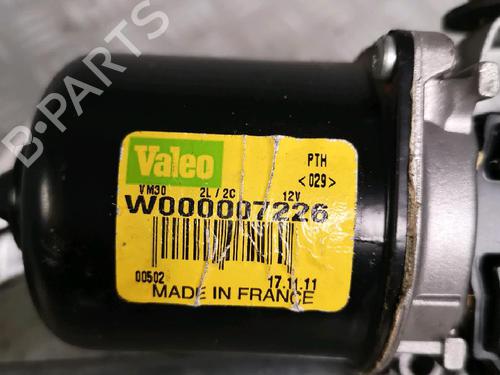 B-PARTS
Valeo
PTH
<029>
VM30 2L/2C 12V
W000007226
00502 17.11.11
MADE IN FRANCE